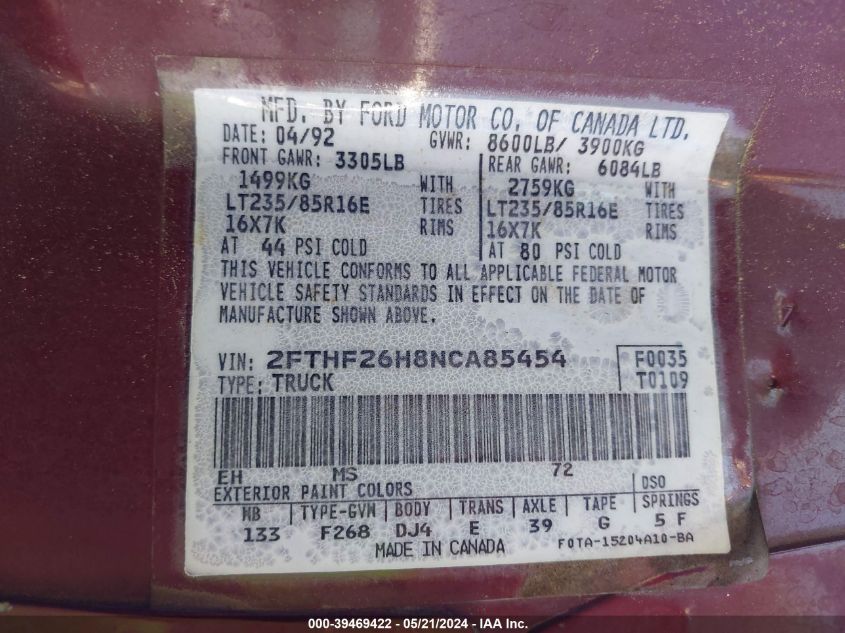 MFD. BY FORD MOTOR CO. OF CANADA LTD.
DATE: 04/92 GVWR: 8600LB/ 3900KG
FRONT GAWR: 3305LB REAR GAWR: 6084LB
1499KG WITH 2759KG WITH
LT235/85R16E TIRES LT235/85R16E TIRES
16X7K RIMS 16X7K RIMS
AT 44 PSI COLD AT 80 PSI COLD
THIS VEHICLE CONFORMS TO ALL APPLICABLE FEDERAL MOTOR
VEHICLE SAFETY STANDARDS IN EFFECT ON THE DATE OF
MANUFACTURE SHOWN ABOVE.
VIN: 2FTHF26H8NCA85454 F0035
TYPE: TRUCK T0109
EH MS 72
EXTERIOR PAINT COLORS DSO
WB TYPE-GVW BODY TRANS AXLE TAPE SPRINGS
133 F268 DJ4 E 39 G 5 F
MADE IN CANADA F0TA-15204A10-BA
000-39469422 - 05/21/2024 - IAA Inc.